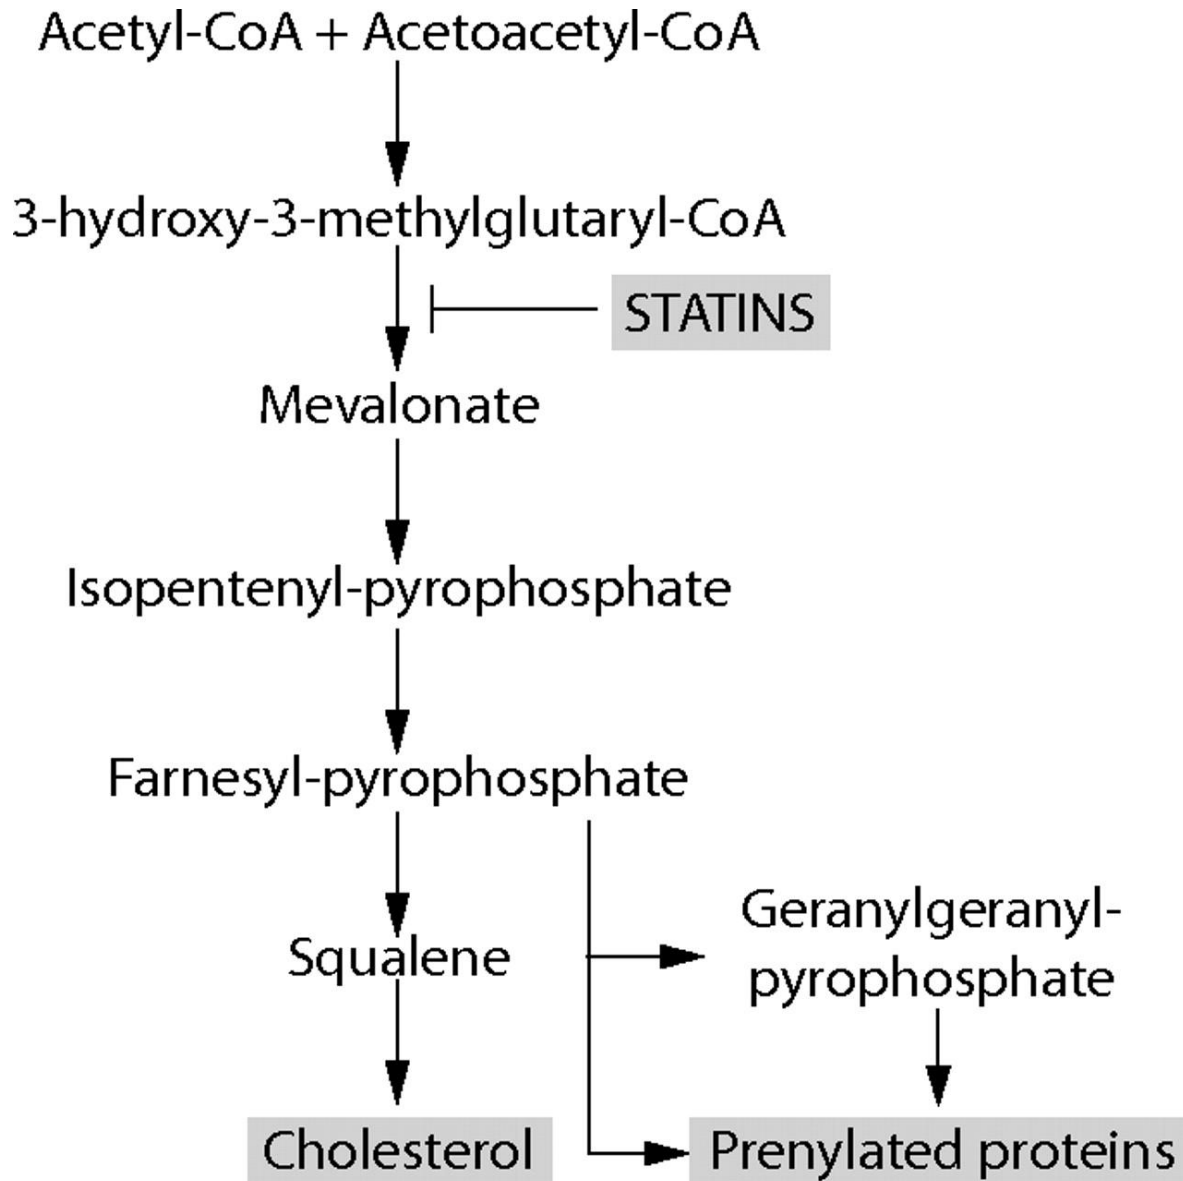 Acetyl-CoA + Acetoacetyl-CoA
3-hydroxy-3-methylglutaryl-CoA
STATINS
Mevalonate
Isopentenyl-pyrophosphate
Farnesyl-pyrophosphate
Geranylgeranyl-
pyrophosphate
Squalene
Cholesterol
Prenylated proteins